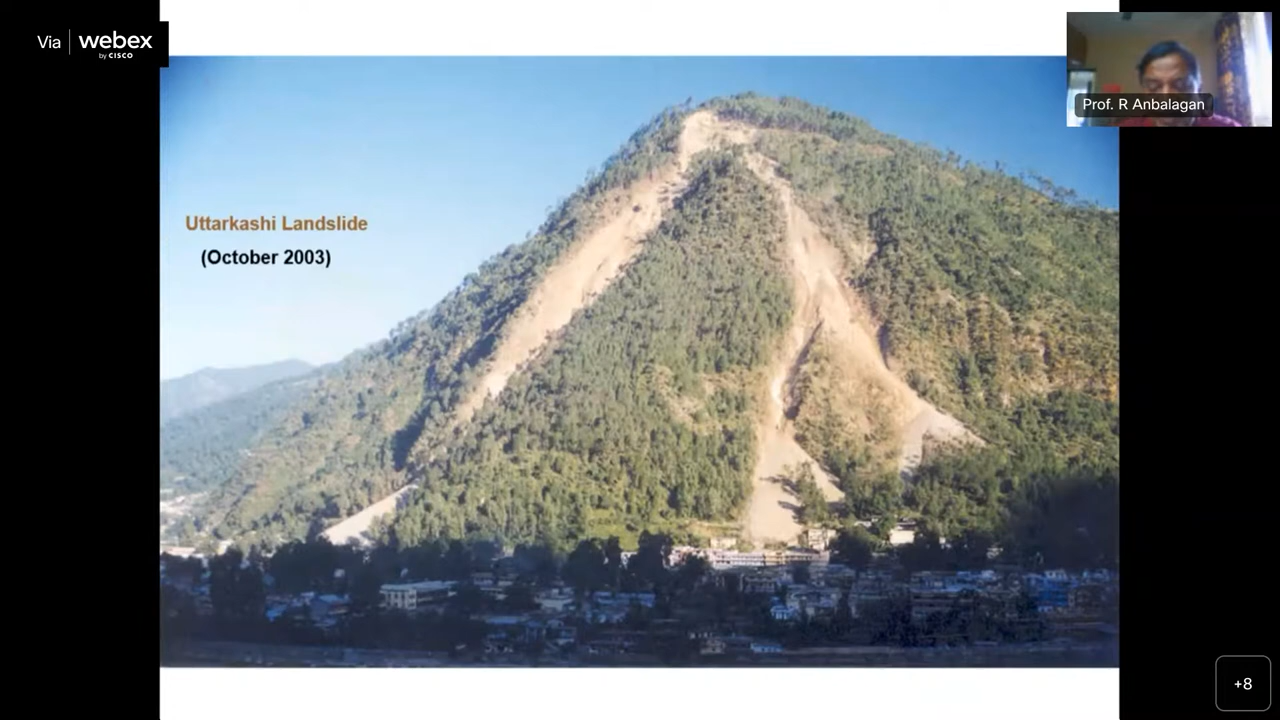 Via webex
by CISCO
Prof. R Anbalagan
Uttarkashi Landslide
(October 2003)
+8